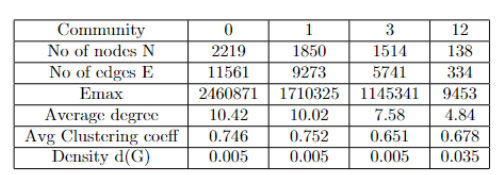 Community 0 1 3 12
No of nodes N 2219 1850 1514 138
No of edges E 11561 9273 5741 334
Emax 2460871 1710325 1145341 9453
Average degree 10.42 10.02 7.58 4.84
Avg Clustering coeff 0.746 0.752 0.651 0.678
Density d(G) 0.005 0.005 0.005 0.035